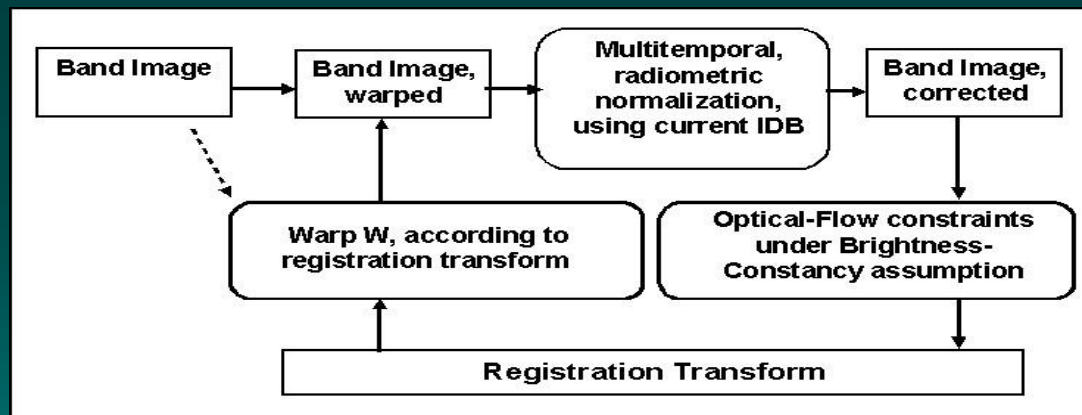 Band Image
Band Image,
warped
Multitemporal,
radiometric
normalization,
using current IDB
Band Image,
corrected
Warp W, according to
registration transform
Optical-Flow constraints
under Brightness-
Constancy assumption
Registration Transform